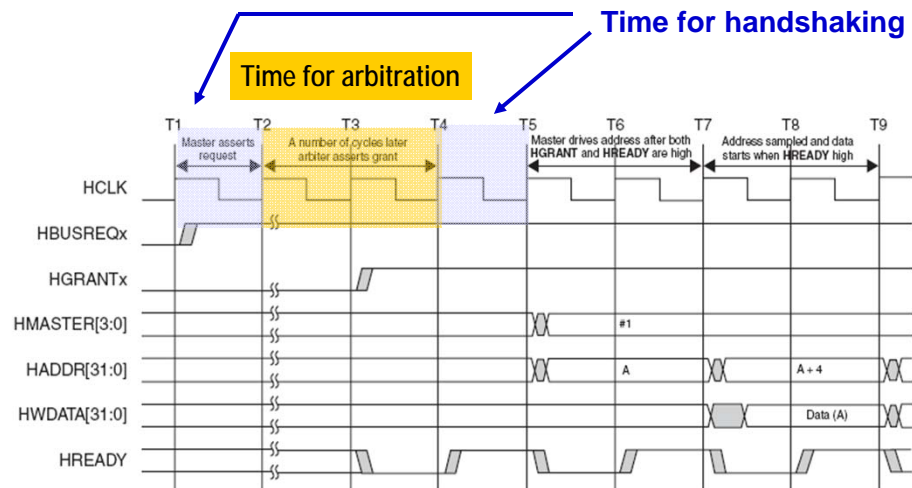 Time for handshaking
Time for arbitration
T1 T2 T3 T4 T5 T6 T7 T8 T9
Master asserts
request
A number of cycles later
arbiter asserts grant
Master drives address after both
HGRANT and HREADY are high
Address sampled and data
starts when HREADY high
HCLK
HBUSREQx
HGRANTx
HMASTER[3:0] #1
HADDR[31:0] A A + 4
HWDATA[31:0] Data (A)
HREADY